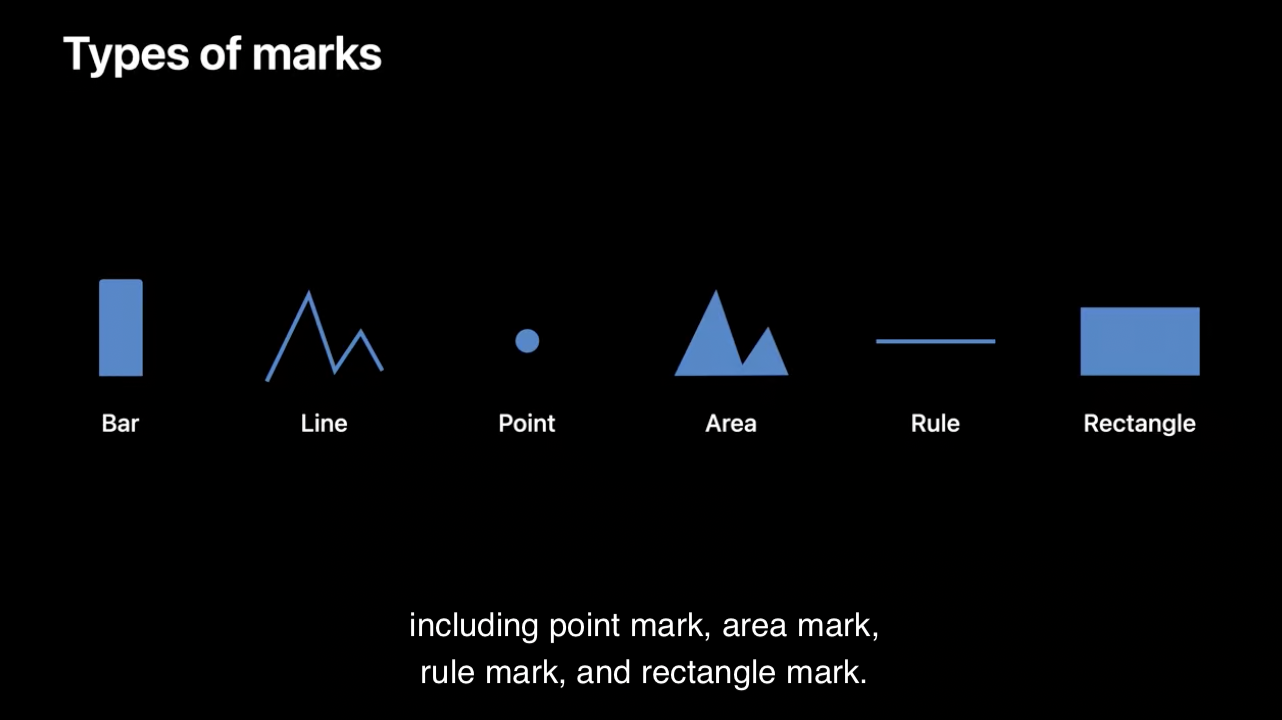 Types of marks
Bar
Line
Point
Area
Rule
Rectangle
including point mark, area mark,
rule mark, and rectangle mark.